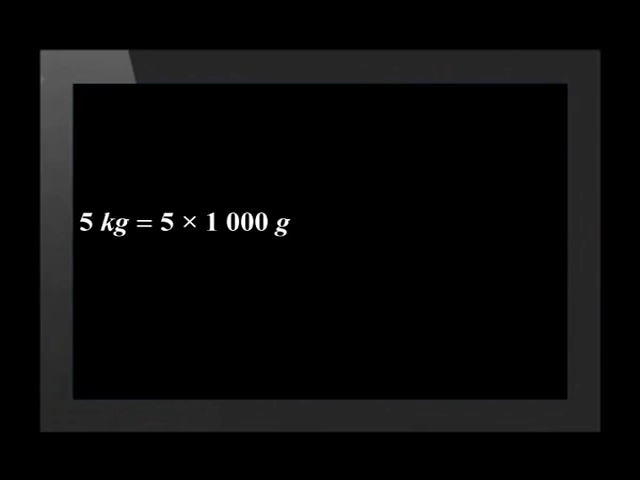 5 kg = 5 × 1 000 g